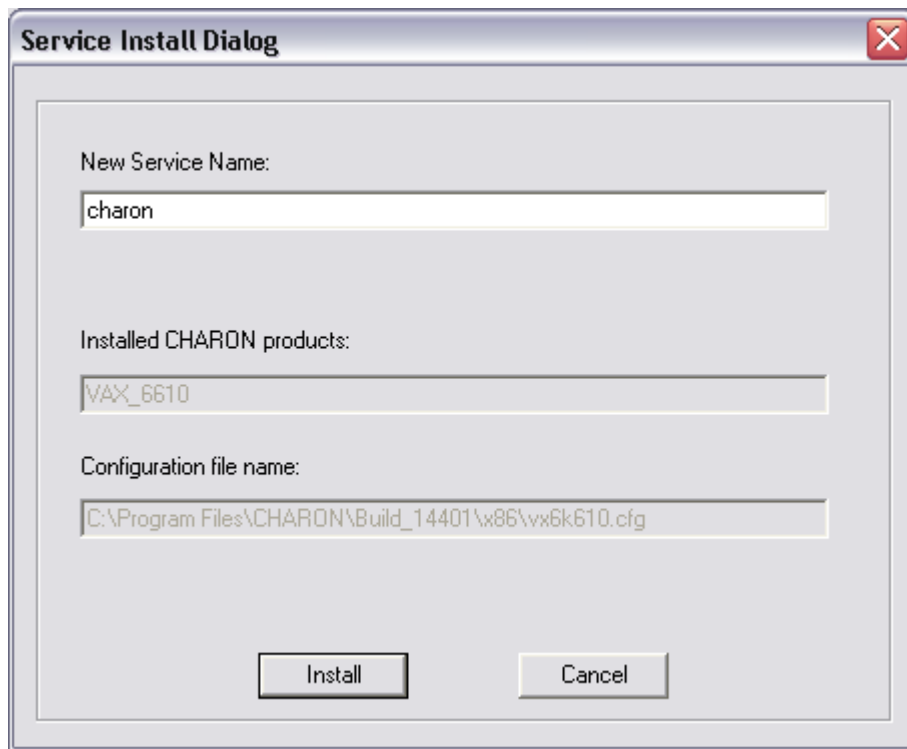 Service Install Dialog
New Service Name:
charon
Installed CHARON products:
VAX_6610
Configuration file name:
C:\Program Files\CHARON\Build_14401\x86\vx6k610.cfg
Install Cancel